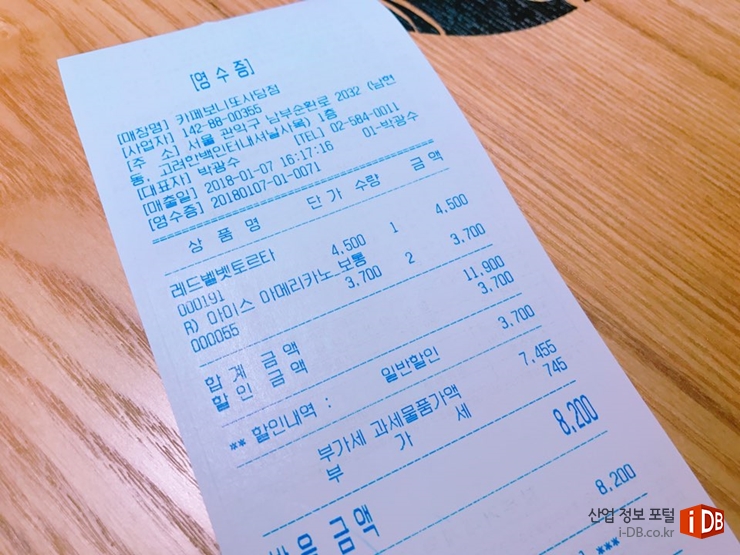 [영 수 증]
[매장명] 카페보니또사당점
[사업자] 142-88-00355
[주 소] 서울 관악구 남부순환로 2032 (남현
동, 고려한백인터내셔널사옥) 1층
[대표자] 박광수 [TEL] 02-584-0011
[매출일] 2018-01-07 16:17:16 01-박광수
[영수증] 20180107-01-0071
상 품 명 단 가 수량 금 액
레드벨벳토르타
000191 4,500 1 4,500
R) 아이스 아메리카노 보통
000055 3,700 2 3,700
합 계 금 액 11,900
할 인 금 액 3,700
** 할인내역 : 일반할인 3,700
부가세 과세물품가액 7,455
부 가 세 745
8,200
받 은 금 액 8,200
산업 정보 포털
i-DB.co.kr
i DB